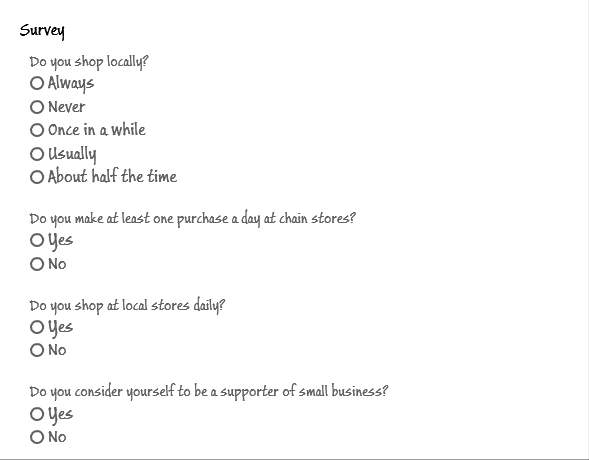 Survey
Do you shop locally?
Always
Never
Once in a while
Usually
About half the time
Do you make at least one purchase a day at chain stores?
Yes
No
Do you shop at local stores daily?
Yes
No
Do you consider yourself to be a supporter of small business?
Yes
No